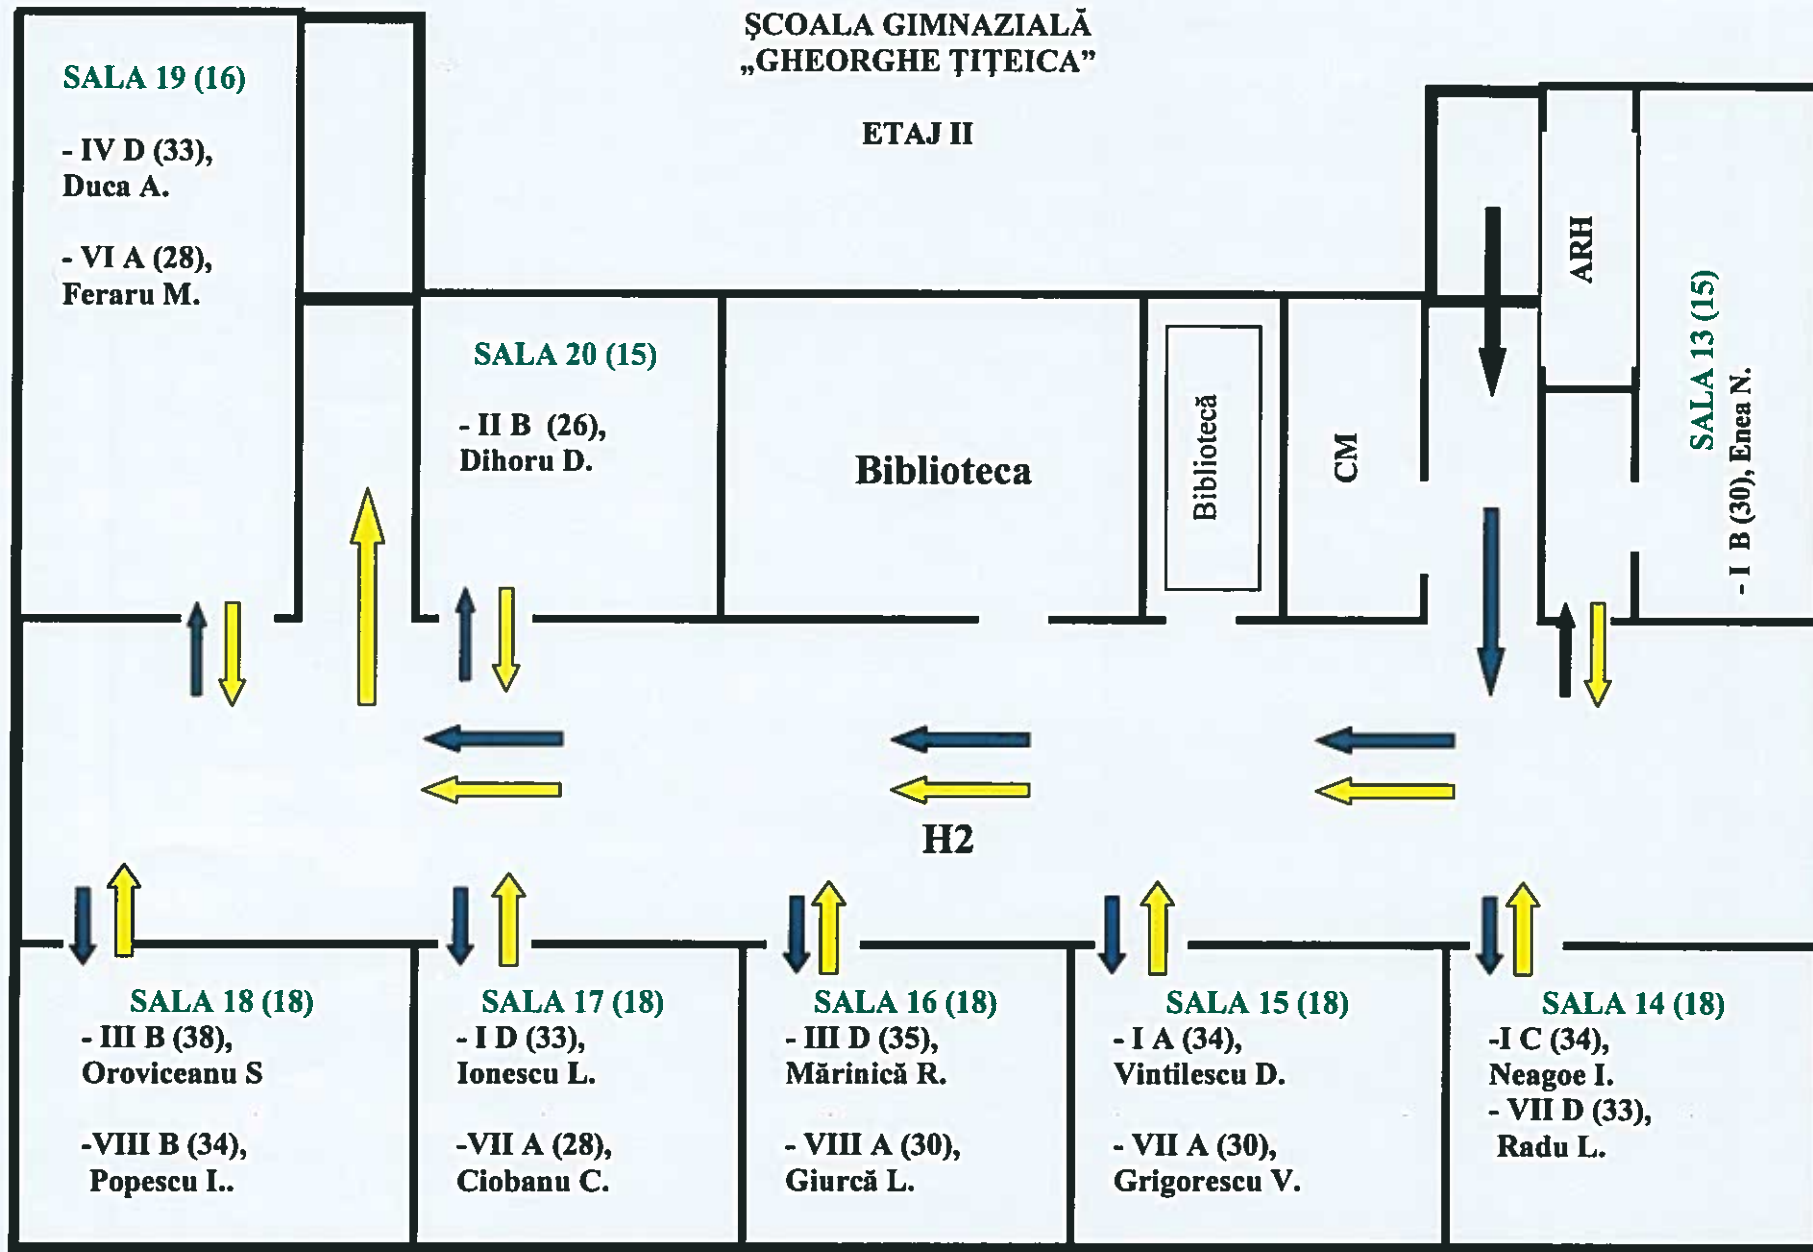 ŞCOALA GIMNAZIALĂ
„GHEORGHE ŢIŢEICA”
ETAJ II
SALA 19 (16)
- IV D (33),
Duca A.
- VI A (28),
Feraru M.
SALA 20 (15)
- II B (26),
Dihoru D.
Biblioteca
Bibliotecă
CM
ARH
SALA 13 (15)
- I B (30), Enea N.
H2
SALA 18 (18)
- III B (38),
Oroviceanu S
-VIII B (34),
Popescu I..
SALA 17 (18)
- I D (33),
Ionescu L.
-VII A (28),
Ciobanu C.
SALA 16 (18)
- III D (35),
Mărinică R.
- VIII A (30),
Giurcă L.
SALA 15 (18)
- I A (34),
Vintilescu D.
- VII A (30),
Grigorescu V.
SALA 14 (18)
-I C (34),
Neagoe I.
- VII D (33),
Radu L.